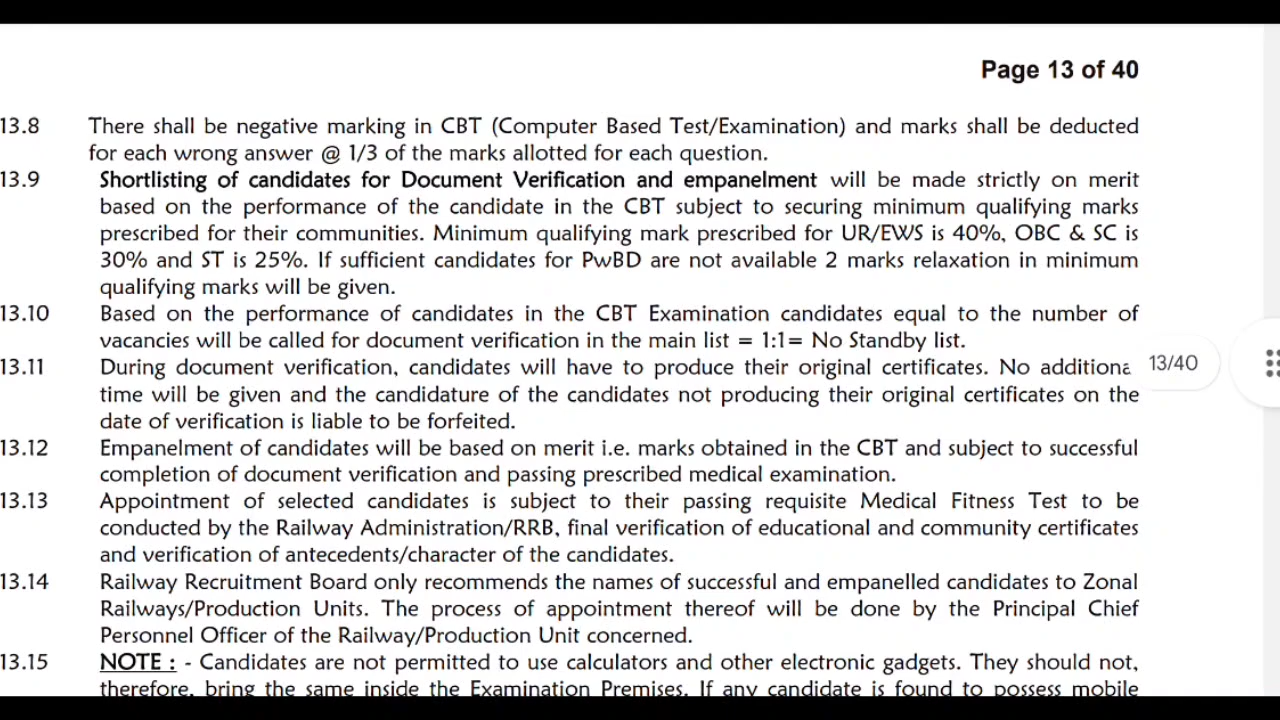 Page 13 of 40
13.8 There shall be negative marking in CBT (Computer Based Test/Examination) and marks shall be deducted
for each wrong answer @ 1/3 of the marks allotted for each question.
13.9 Shortlisting of candidates for Document Verification and empanelment will be made strictly on merit
based on the performance of the candidate in the CBT subject to securing minimum qualifying marks
prescribed for their communities. Minimum qualifying mark prescribed for UR/EWS is 40%, OBC & SC is
30% and ST is 25%. If sufficient candidates for PwBD are not available 2 marks relaxation in minimum
qualifying marks will be given.
13.10 Based on the performance of candidates in the CBT Examination candidates equal to the number of
vacancies will be called for document verification in the main list = 1:1= No Standby list.
13.11 During document verification, candidates will have to produce their original certificates. No additiona
13/40
time will be given and the candidature of the candidates not producing their original certificates on the
date of verification is liable to be forfeited.
13.12 Empanelment of candidates will be based on merit i.e. marks obtained in the CBT and subject to successful
completion of document verification and passing prescribed medical examination.
13.13 Appointment of selected candidates is subject to their passing requisite Medical Fitness Test to be
conducted by the Railway Administration/RRB, final verification of educational and community certificates
and verification of antecedents/character of the candidates.
13.14 Railway Recruitment Board only recommends the names of successful and empanelled candidates to Zonal
Railways/Production Units. The process of appointment thereof will be done by the Principal Chief
Personnel Officer of the Railway/Production Unit concerned.
13.15 NOTE : - Candidates are not permitted to use calculators and other electronic gadgets. They should not,
therefore, bring the same inside the Examination Premises. If any candidate is found to possess mobile